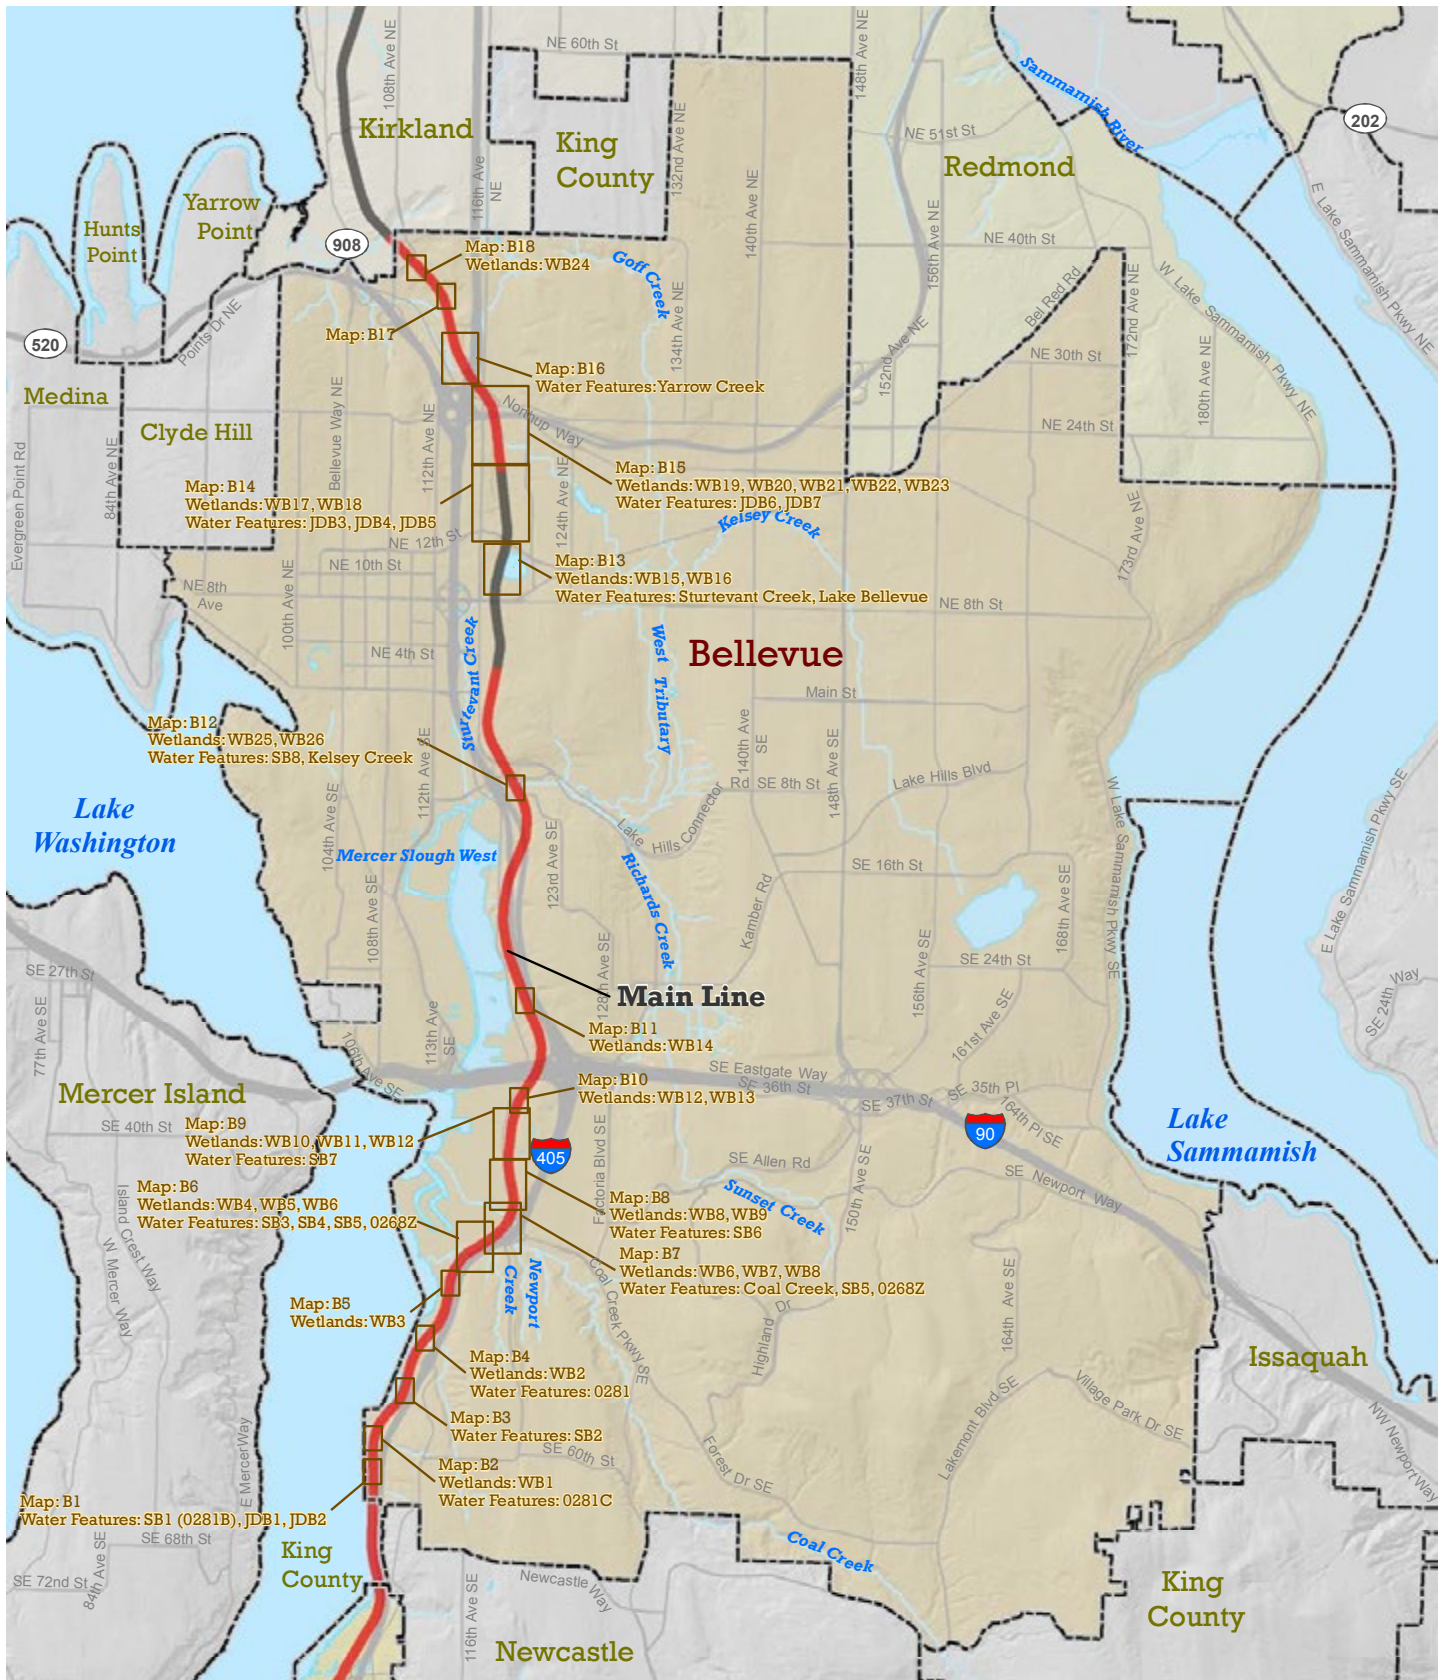 NE 60th St
108th Ave NE
148th Ave NE
Sammamish River
202
Kirkland
King
County
132nd Ave NE
NE 51st St
Redmond
116th Ave
NE
140th Ave NE
156th Ave NE
E Lake Sammamish Pkwy NE
Yarrow
Point
Hunts
Point
908
Map: B18
Wetlands: WB24
Goff Creek
NE 40th St
W Lake Sammamish Pkwy NE
Bel Red Rd
172nd Ave NE
Points Dr NE
Map: B17
134th Ave NE
152nd Ave NE
NE 30th St
180th Ave NE
520
Map: B16
Water Features: Yarrow Creek
Medina
Clyde Hill
Bellevue Way NE
112th Ave NE
Northup Way
NE 24th St
Evergreen Point Rd
84th Ave NE
Map: B15
Wetlands: WB19, WB20, WB21, WB22, WB23
Water Features: JDB6, JDB7
Map: B14
Wetlands: WB17, WB18
Water Features: JDB3, JDB4, JDB5
124th Ave NE
Kelsey Creek
173rd Ave NE
NE 12th St
NE 10th St
Map: B13
Wetlands: WB15, WB16
Water Features: Sturtevant Creek, Lake Bellevue
NE 8th
Ave
100th Ave NE
NE 8th St
Sturtevant Creek
West Tributary
Bellevue
NE 4th St
Main St
Map: B12
Wetlands: WB25, WB26
Water Features: SB8, Kelsey Creek
112th Ave SE
140th Ave
SE
148th Ave SE
Rd SE 8th St
Lake Hills Blvd
W Lake Sammamish Pkwy SE
E Lake Sammamish Pkwy SE
Lake
Washington
104th Ave SE
Lake Hills Connector
123rd Ave SE
Mercer Slough West
Richards Creek
SE 16th St
Kamber Rd
108th Ave SE
168th Ave SE
128th Ave SE
156th Ave SE
SE 24th St
SE 24th Way
SE 27th St
Main Line
77th Ave SE
113th Ave
SE
106th Ave SE
Map: B11
Wetlands: WB14
161st Ave SE
SE Eastgate Way
SE 36th St
Map: B10
Wetlands: WB12, WB13
SE 37th St
SE 35th Pl
164th Pl SE
Mercer Island
SE 40th St
Map: B9
Wetlands: WB10, WB11, WB12
Water Features: SB7
90
Lake
Sammamish
405
Factoria Blvd SE
SE Allen Rd
150th Ave SE
SE Newport Way
Sunset Creek
Map: B6
Wetlands: WB4, WB5, WB6
Water Features: SB3, SB4, SB5, 0268Z
Island Crest Way
W Mercer Way
Map: B8
Wetlands: WB8, WB9
Water Features: SB6
Map: B7
Wetlands: WB6, WB7, WB8
Water Features: Coal Creek, SB5, 0268Z
Newport
Creek
Coal Creek Pkwy SE
Highland Dr
164th Ave SE
Map: B5
Wetlands: WB3
Map: B4
Wetlands: WB2
Water Features: 0281
Issaquah
Village Park Dr SE
Lakemont Blvd SE
NW Newport Way
Map: B3
Water Features: SB2
E MercerWay
SE 60th St
Forest Dr SE
Map: B2
Wetlands: WB1
Water Features: 0281C
Map: B1
Water Features: SB1 (0281B), JDB1, JDB2
SE 68th St
Coal Creek
King
County
SE 72nd St
84th Ave SE
116th Ave SE
Newcastle Way
King
County
Newcastle